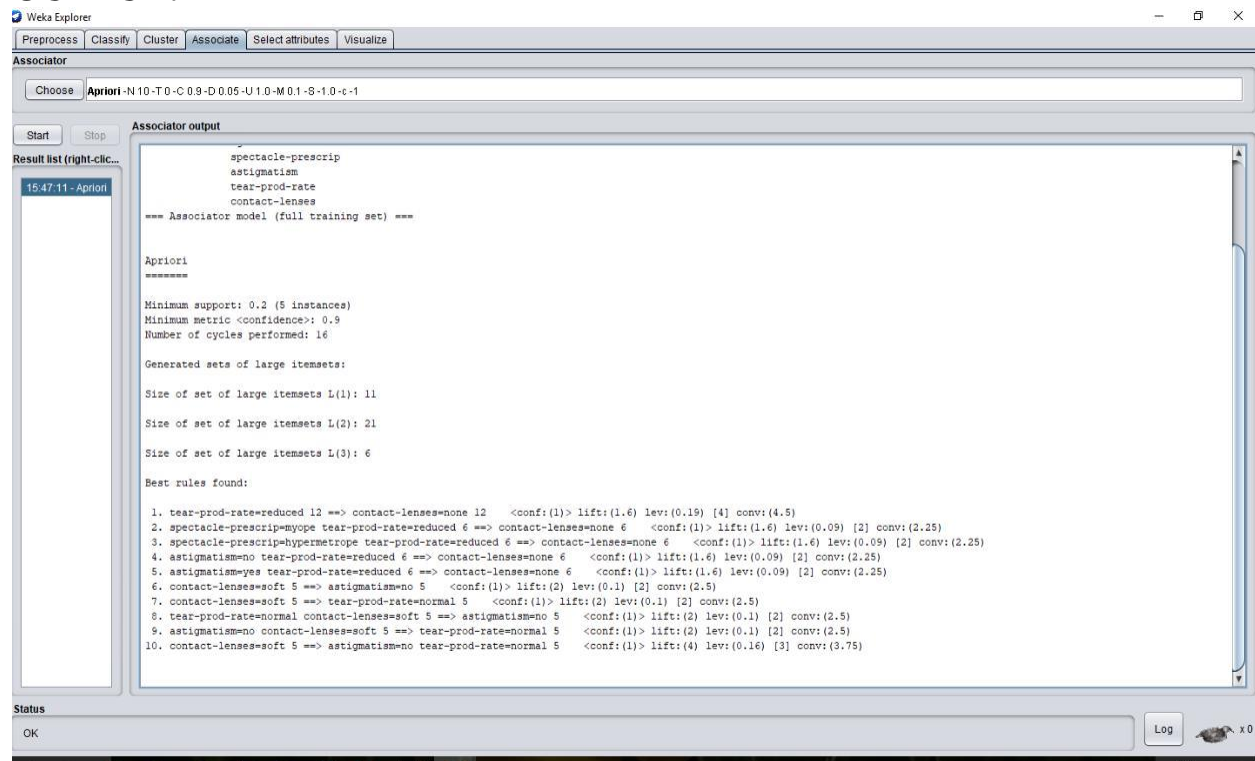 Weka Explorer
Preprocess Classify Cluster Associate Select attributes Visualize
Associator
Choose Apriori -N 10 -T 0 -C 0.9 -D 0.05 -U 1.0 -M 0.1 -S -1.0 -c -1
Start Stop
Associator output
Result list (right-clic...
15:47:11 - Apriori
spectacle-prescrip
astigmatism
tear-prod-rate
contact-lenses
=== Associator model (full training set) ===
Apriori
=======
Minimum support: 0.2 (5 instances)
Minimum metric <confidence>: 0.9
Number of cycles performed: 16
Generated sets of large itemsets:
Size of set of large itemsets L(1): 11
Size of set of large itemsets L(2): 21
Size of set of large itemsets L(3): 6
Best rules found:
1. tear-prod-rate=reduced 12 ==> contact-lenses=none 12 <conf:(1)> lift:(1.6) lev:(0.19) [4] conv:(4.5)
2. spectacle-prescrip=myope tear-prod-rate=reduced 6 ==> contact-lenses=none 6 <conf:(1)> lift:(1.6) lev:(0.09) [2] conv:(2.25)
3. spectacle-prescrip=hypermetrope tear-prod-rate=reduced 6 ==> contact-lenses=none 6 <conf:(1)> lift:(1.6) lev:(0.09) [2] conv:(2.25)
4. astigmatism=no tear-prod-rate=reduced 6 ==> contact-lenses=none 6 <conf:(1)> lift:(1.6) lev:(0.09) [2] conv:(2.25)
5. astigmatism=yes tear-prod-rate=reduced 6 ==> contact-lenses=none 6 <conf:(1)> lift:(1.6) lev:(0.09) [2] conv:(2.25)
6. contact-lenses=soft 5 ==> astigmatism=no 5 <conf:(1)> lift:(2) lev:(0.1) [2] conv:(2.5)
7. contact-lenses=soft 5 ==> tear-prod-rate=normal 5 <conf:(1)> lift:(2) lev:(0.1) [2] conv:(2.5)
8. tear-prod-rate=normal contact-lenses=soft 5 ==> astigmatism=no 5 <conf:(1)> lift:(2) lev:(0.1) [2] conv:(2.5)
9. astigmatism=no contact-lenses=soft 5 ==> tear-prod-rate=normal 5 <conf:(1)> lift:(2) lev:(0.1) [2] conv:(2.5)
10. contact-lenses=soft 5 ==> astigmatism=no tear-prod-rate=normal 5 <conf:(1)> lift:(4) lev:(0.16) [3] conv:(3.75)
Status
OK
Log
x 0